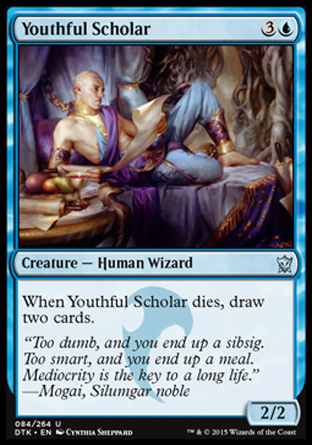 Youthful Scholar 3
Creature — Human Wizard
When Youthful Scholar dies, draw
two cards.
“Too dumb, and you end up a sibsig.
Too smart, and you end up a meal.
Mediocrity is the key to a long life.”
—Mogai, Silumgar noble
2/2
084/264 U
DTK • EN Cynthia Sheppard
™ & © 2015 Wizards of the Coast